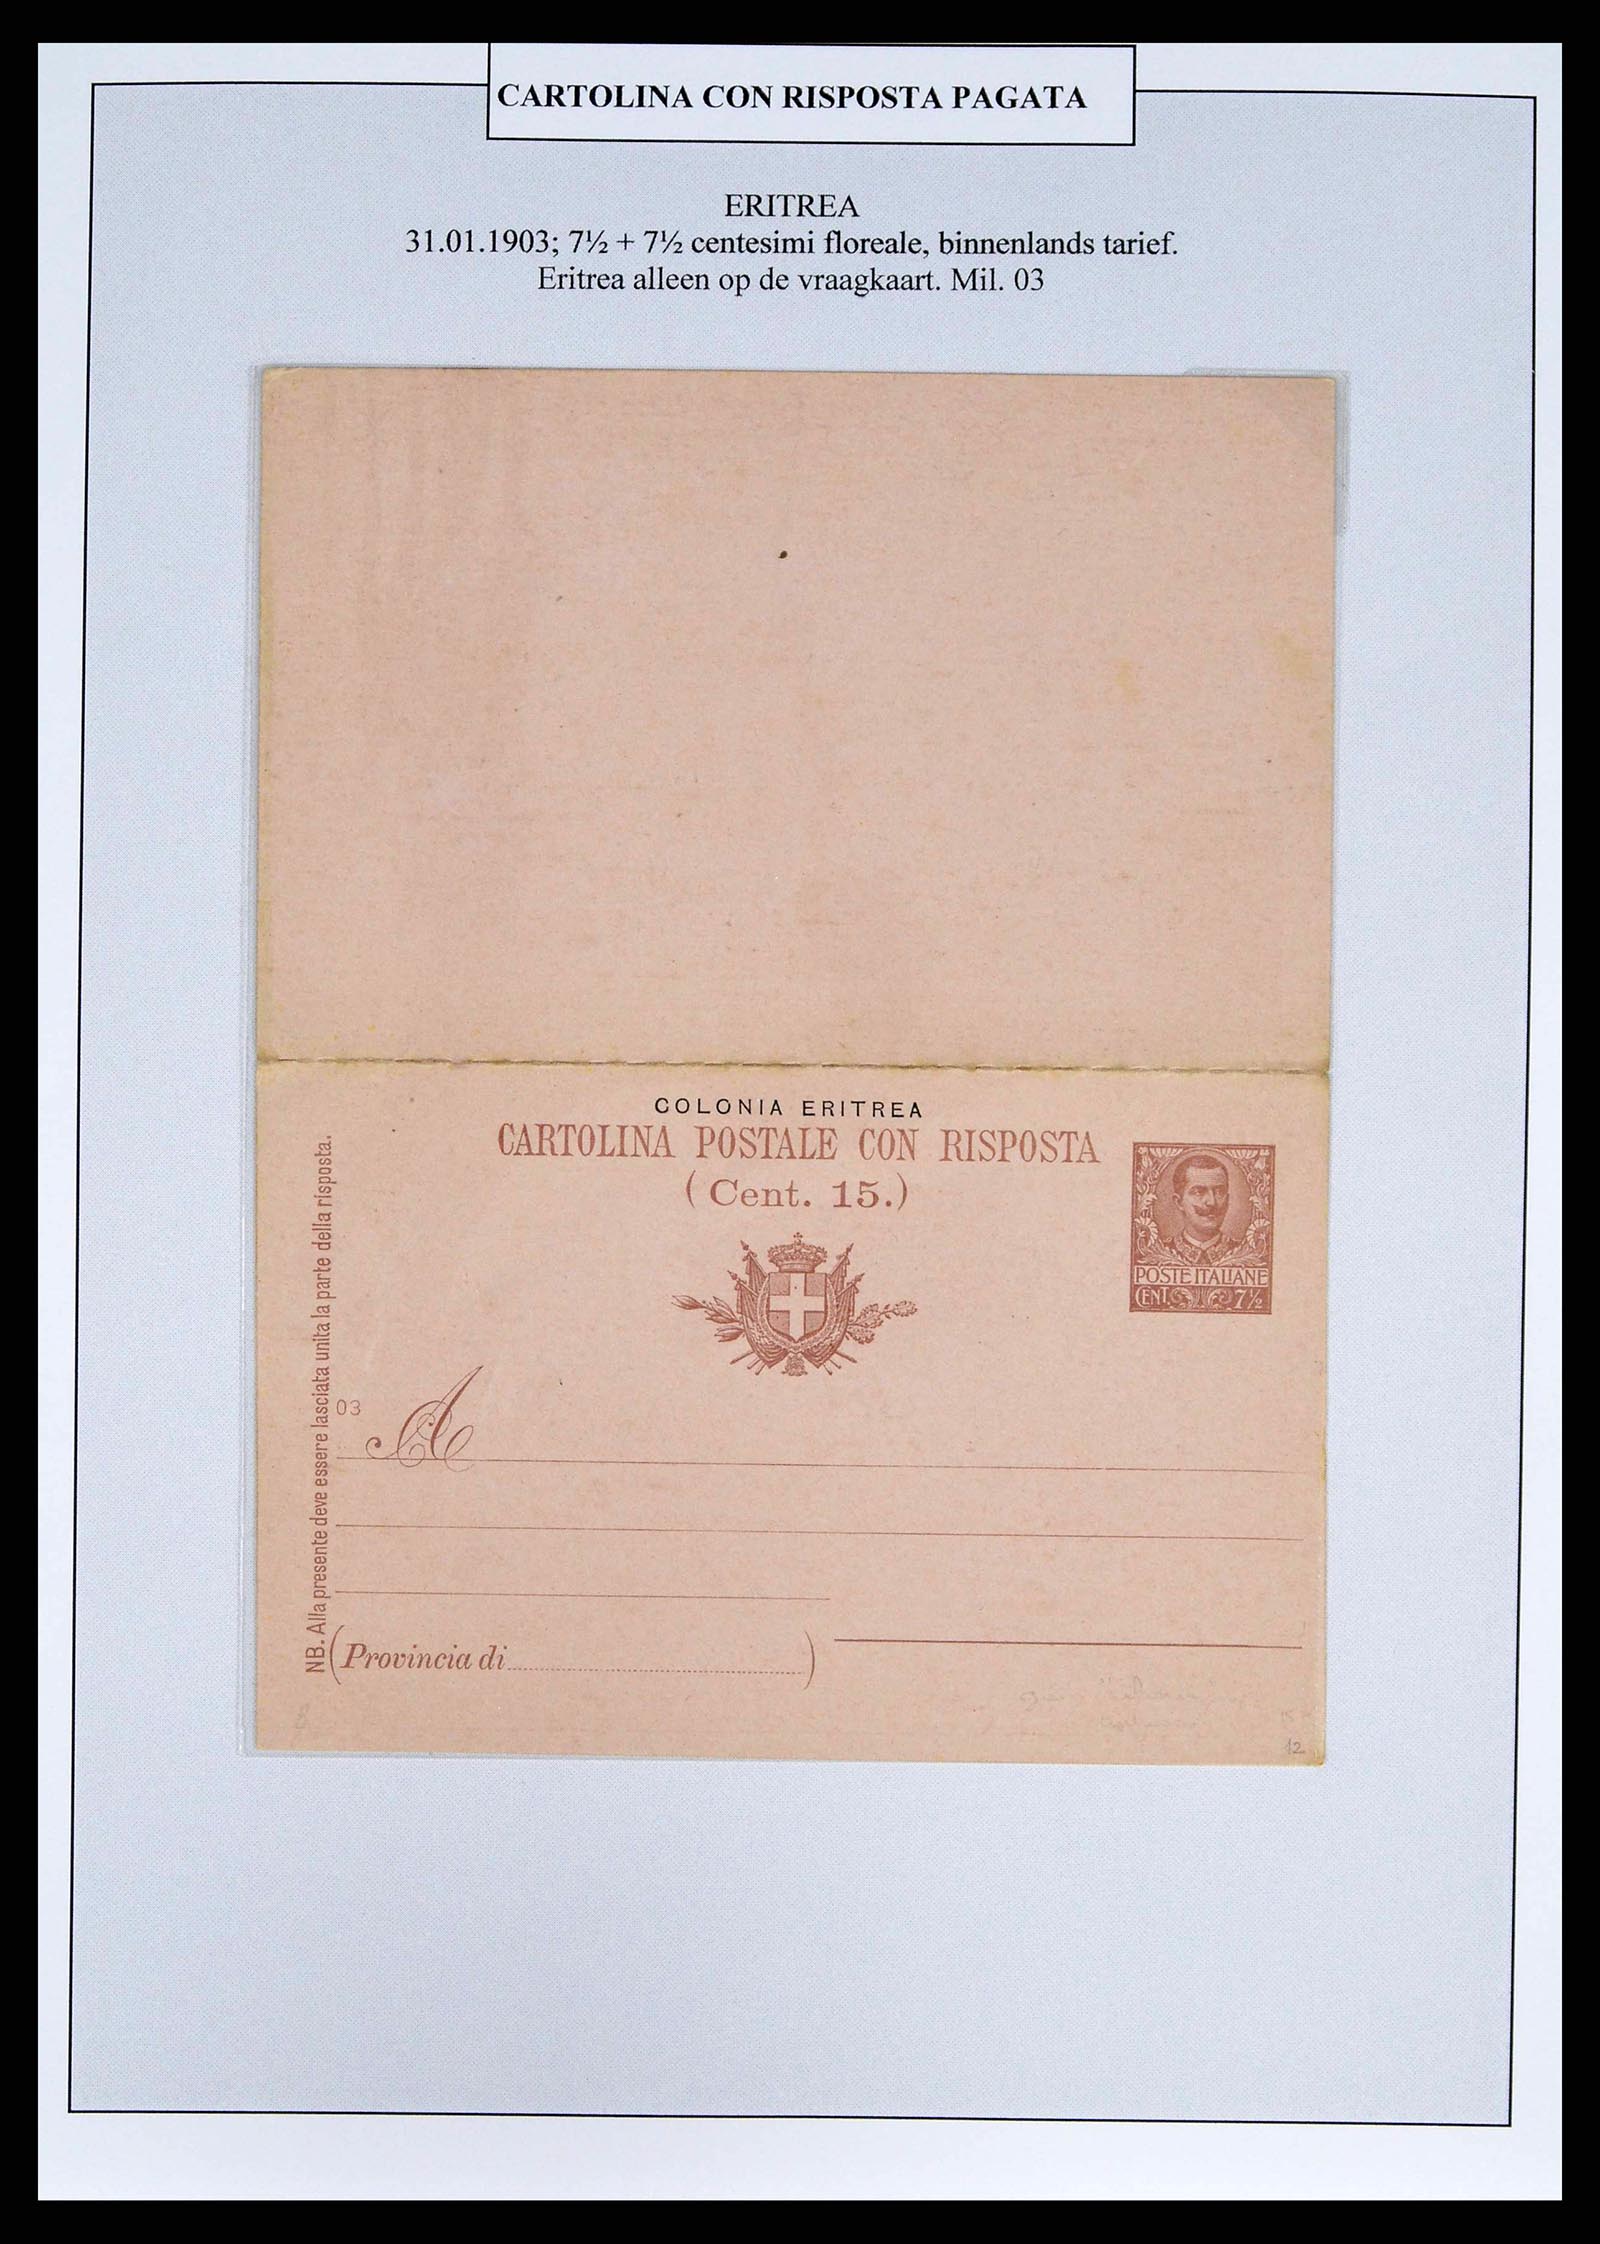 CARTOLINA CON RISPOSTA PAGATA
ERITREA
31.01.1903; 7½ + 7½ centesimi floreale, binnenlands tarief.
Eritrea alleen op de vraagkaart. Mil. 03
COLONIA ERITREA
CARTOLINA POSTALE CON RISPOSTA
(Cent. 15.)
POSTE ITALIANE
CENT. 7½
NB. Alla presente deve essere lasciata unita la parte della risposta.
03
A
(Provincia di )
12